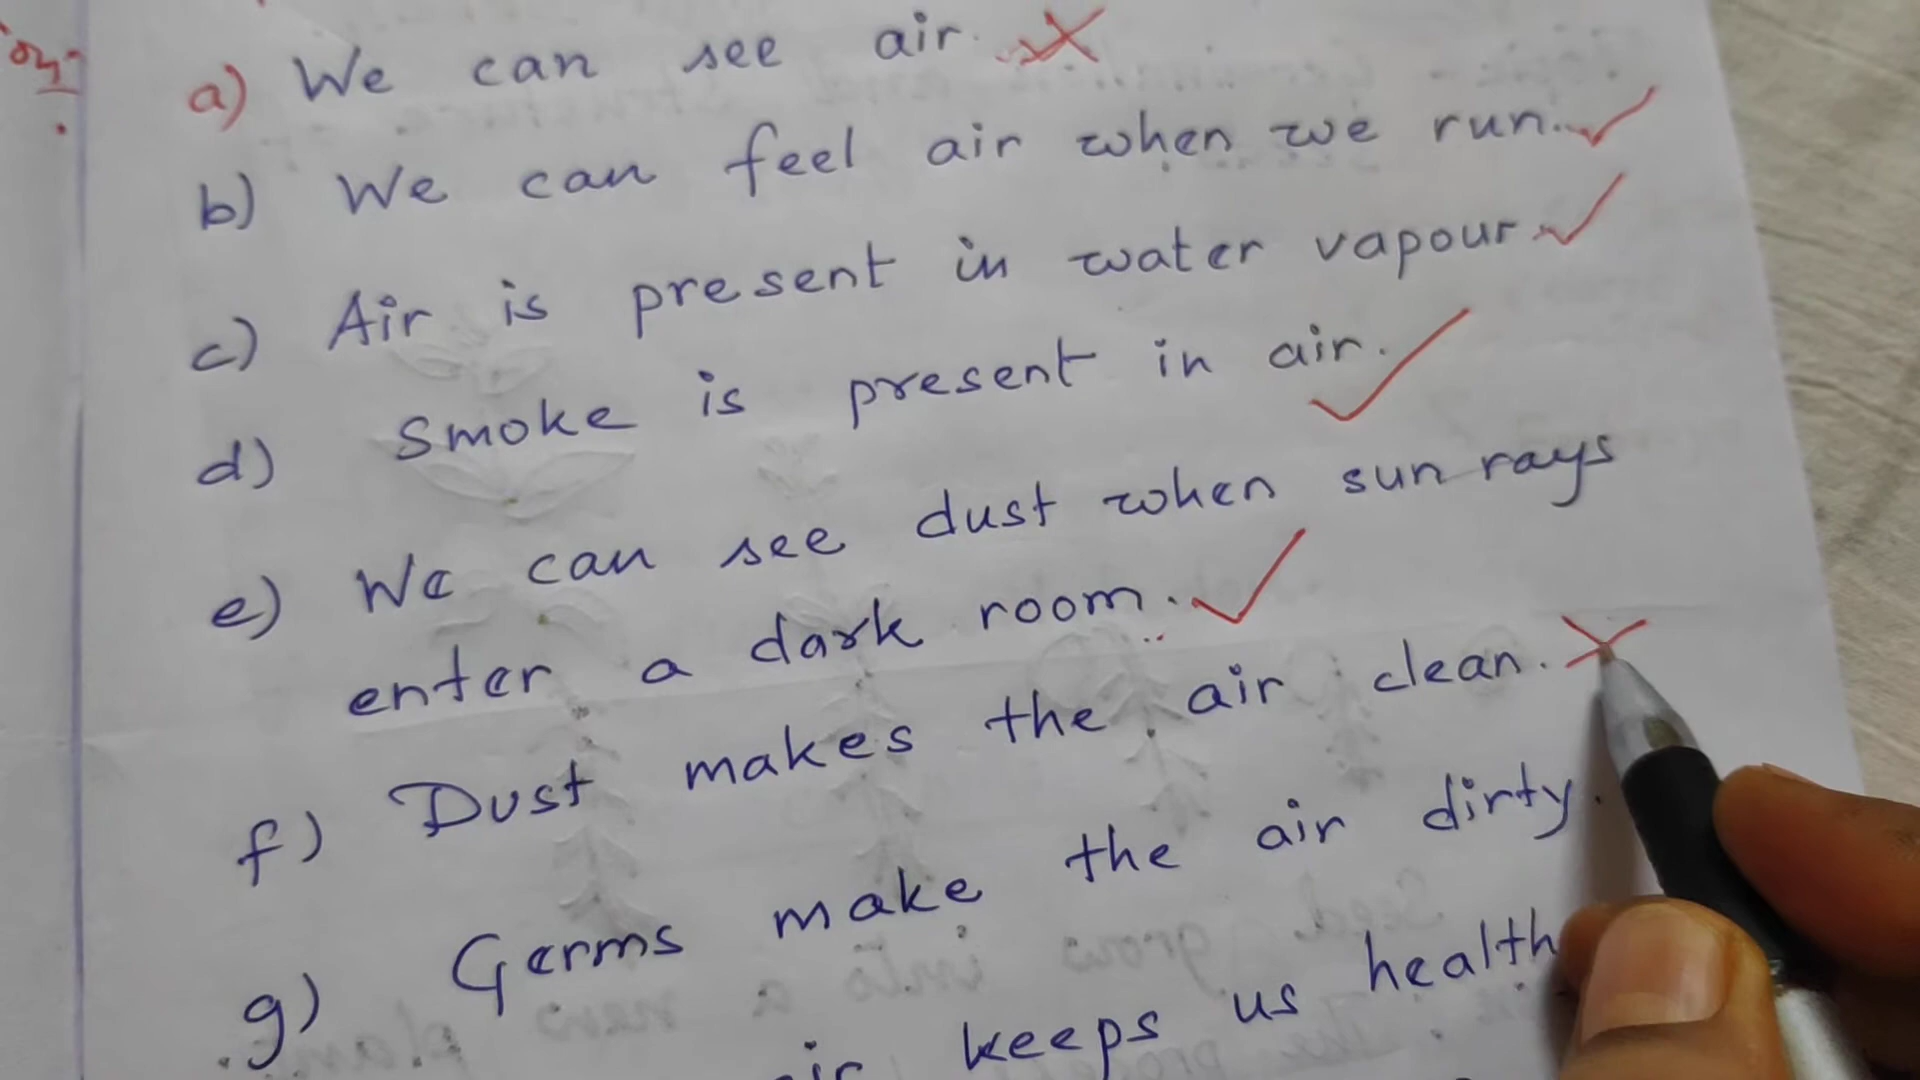 a) We can see air.
b) We can feel air when we run.
c) Air is present in water vapour.
d) Smoke is present in air.
e) We can see dust when sun rays
enter a dark room.
f) Dust makes the air clean.
g) Germs make the air dirty.
keeps us health